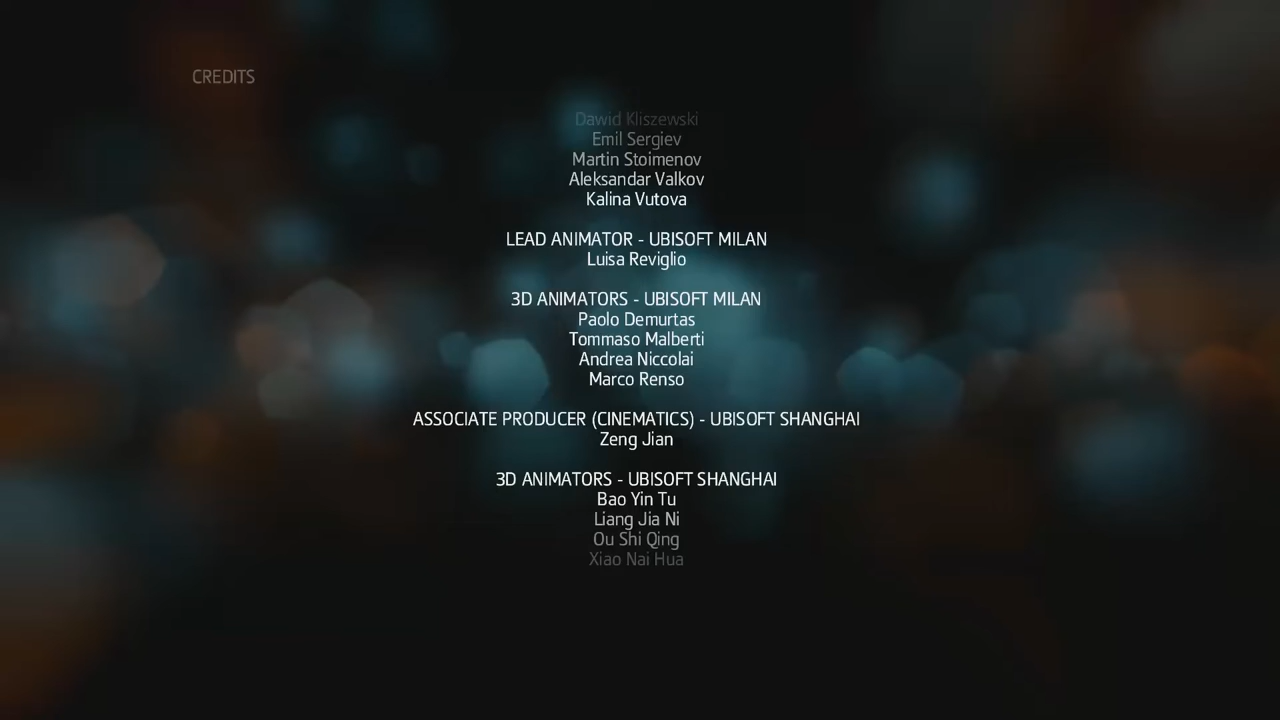 CREDITS
Dawid Kliszewski
Emil Sergiev
Martin Stoimenov
Aleksandar Valkov
Kalina Vutova
LEAD ANIMATOR - UBISOFT MILAN
Luisa Reviglio
3D ANIMATORS - UBISOFT MILAN
Paolo Demurtas
Tommaso Malberti
Andrea Niccolai
Marco Renso
ASSOCIATE PRODUCER (CINEMATICS) - UBISOFT SHANGHAI
Zeng Jian
3D ANIMATORS - UBISOFT SHANGHAI
Bao Yin Tu
Liang Jia Ni
Ou Shi Qing
Xiao Nai Hua